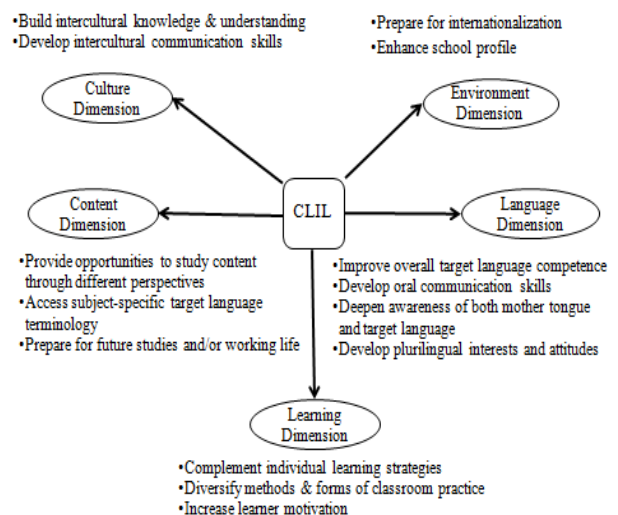 •Build intercultural knowledge & understanding
•Develop intercultural communication skills
•Prepare for internationalization
•Enhance school profile
Culture
Dimension
Environment
Dimension
Content
Dimension
CLIL
Language
Dimension
•Provide opportunities to study content
through different perspectives
•Access subject-specific target language
terminology
•Prepare for future studies and/or working life
•Improve overall target language competence
•Develop oral communication skills
•Deepen awareness of both mother tongue
and target language
•Develop plurilingual interests and attitudes
Learning
Dimension
•Complement individual learning strategies
•Diversify methods & forms of classroom practice
•Increase learner motivation